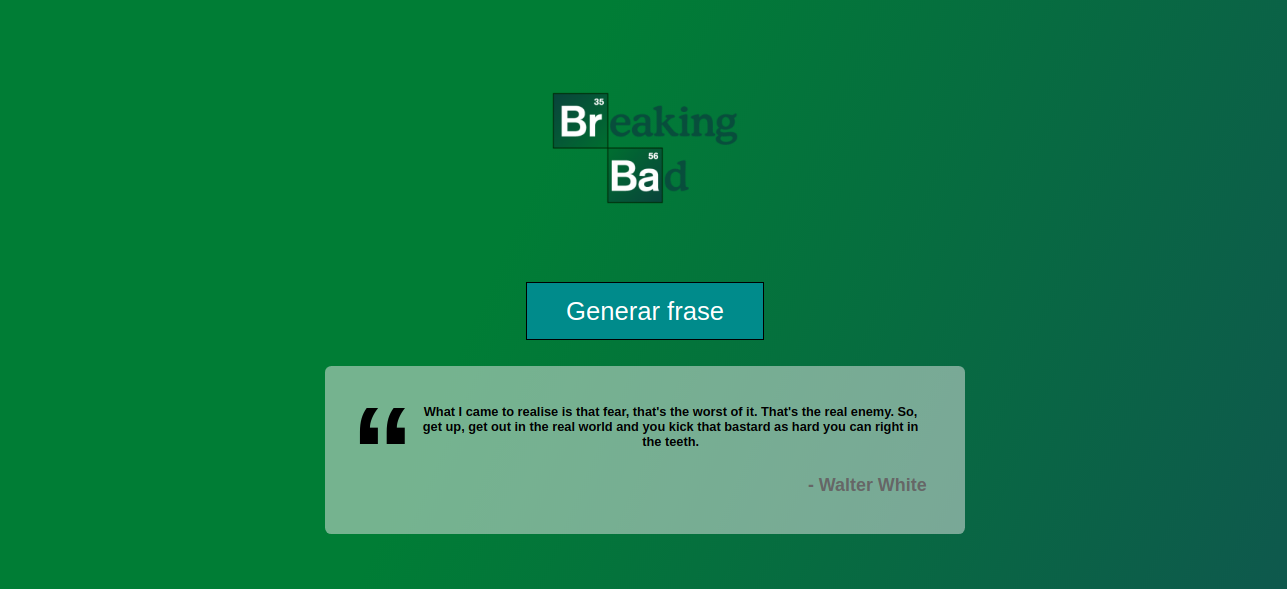 35
Breaking
56
Bad
Generar frase
“ What I came to realise is that fear, that's the worst of it. That's the real enemy. So,
get up, get out in the real world and you kick that bastard as hard you can right in
the teeth.
- Walter White